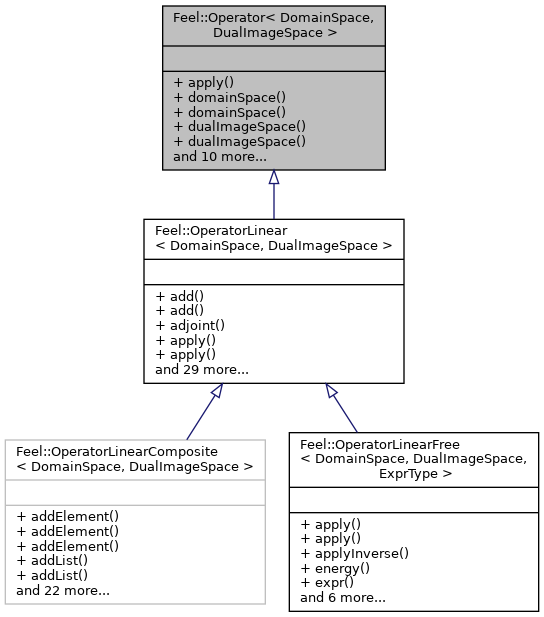 Feel::Operator< DomainSpace,
DualImageSpace >
+ apply()
+ domainSpace()
+ domainSpace()
+ dualImageSpace()
+ dualImageSpace()
and 10 more...
Feel::OperatorLinear
< DomainSpace, DualImageSpace >
+ add()
+ add()
+ adjoint()
+ apply()
+ apply()
and 29 more...
Feel::OperatorLinearComposite
< DomainSpace, DualImageSpace >
+ addElement()
+ addElement()
+ addElement()
+ addList()
+ addList()
and 22 more...
Feel::OperatorLinearFree
< DomainSpace, DualImageSpace,
ExprType >
+ apply()
+ apply()
+ applyInverse()
+ energy()
+ expr()
and 6 more...